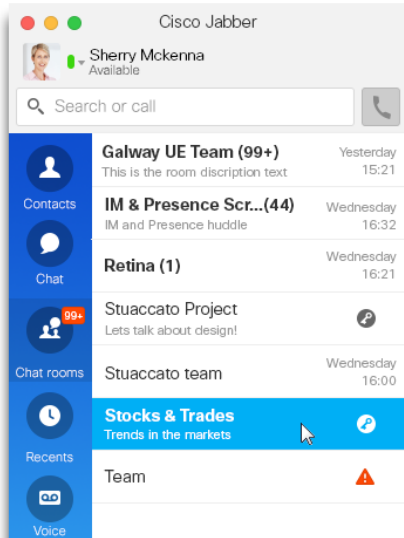 Cisco Jabber
Sherry Mckenna
Available
Search or call
Contacts
Chat
99+
Chat rooms
Recents
Voice
Galway UE Team (99+)
Yesterday
This is the room discription text
15:21
IM & Presence Scr...(44)
Wednesday
IM and Presence huddle
16:32
Retina (1)
Wednesday
16:21
Stuaccato Project
Lets talk about design!
Stuaccato team
Wednesday
16:00
Stocks & Trades
Trends in the markets
Team